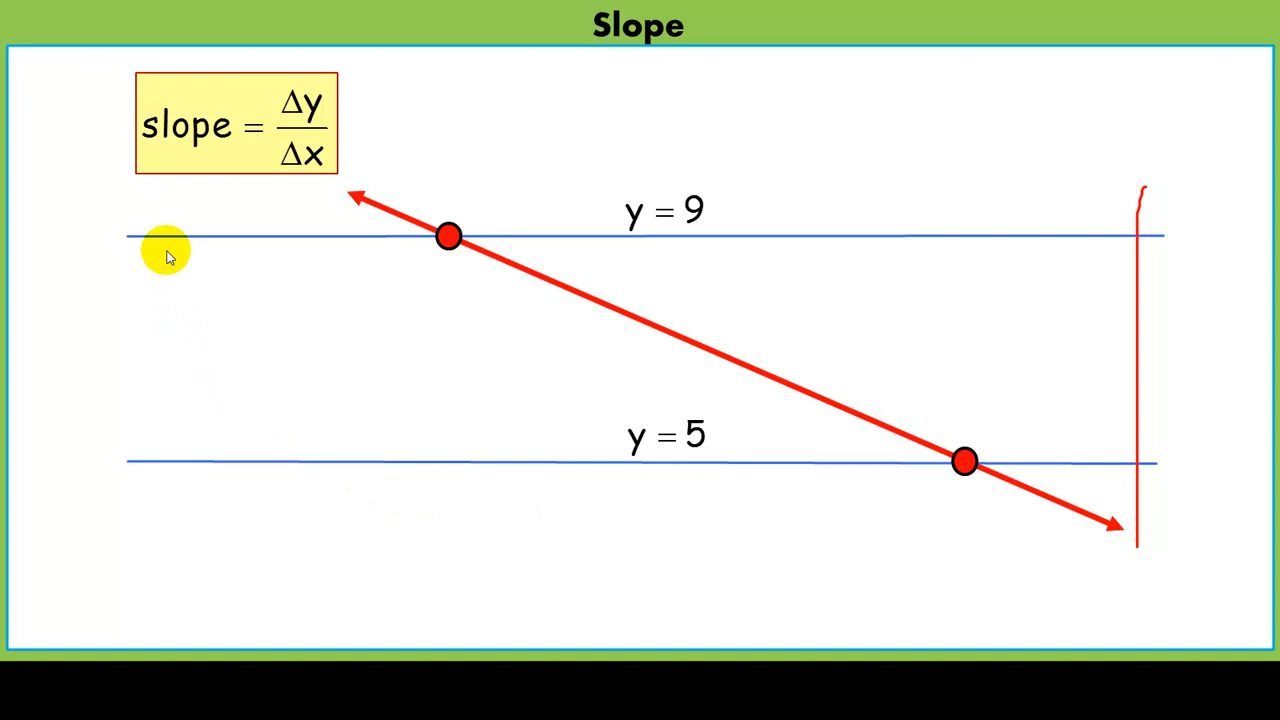 Slope
slope = Δy/Δx
y = 9
y = 5